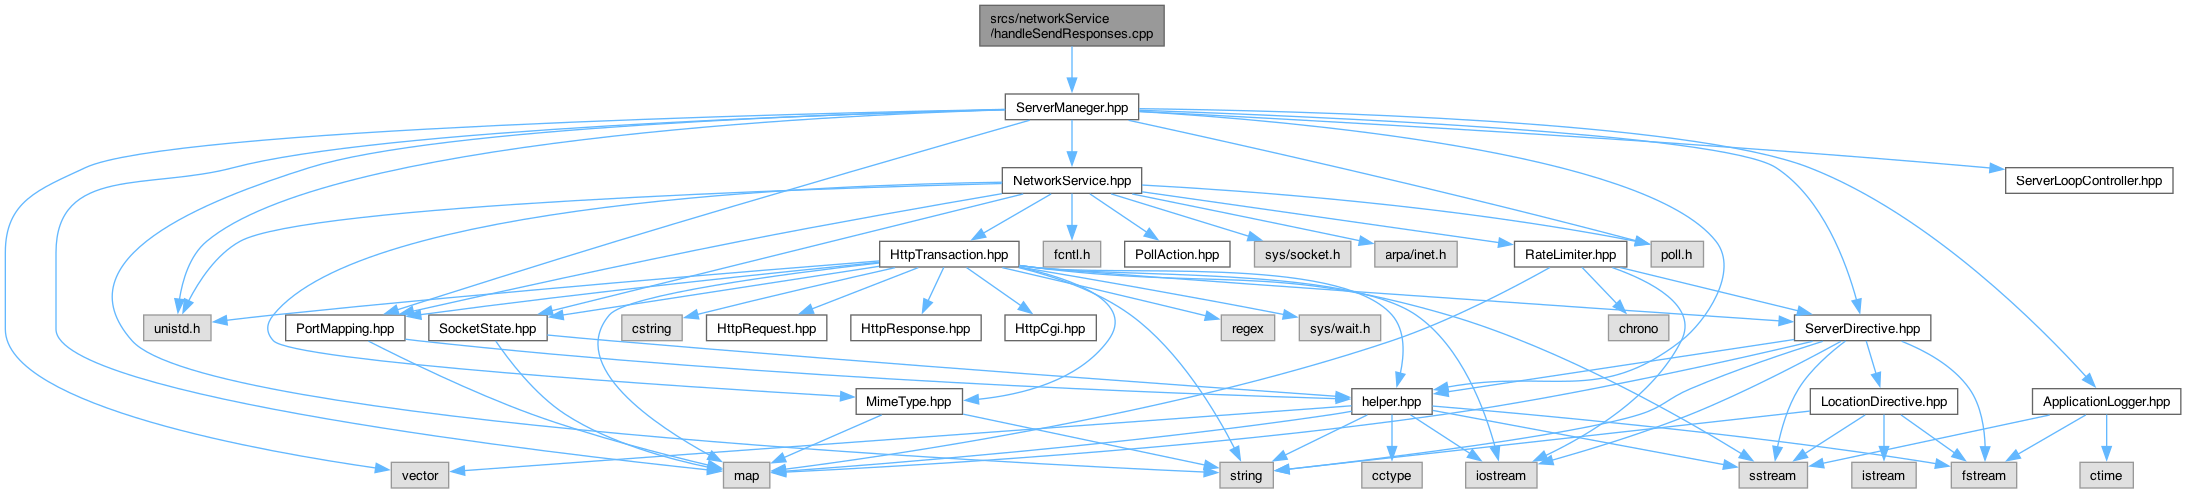 srcs/networkService
/handleSendResponses.cpp
ServerManeger.hpp
NetworkService.hpp
ServerLoopController.hpp
HttpTransaction.hpp
fcntl.h
PollAction.hpp
sys/socket.h
arpa/inet.h
RateLimiter.hpp
poll.h
unistd.h
PortMapping.hpp
SocketState.hpp
cstring
HttpRequest.hpp
HttpResponse.hpp
HttpCgi.hpp
regex
sys/wait.h
chrono
ServerDirective.hpp
MimeType.hpp
helper.hpp
LocationDirective.hpp
ApplicationLogger.hpp
vector
map
string
cctype
iostream
sstream
istream
fstream
ctime